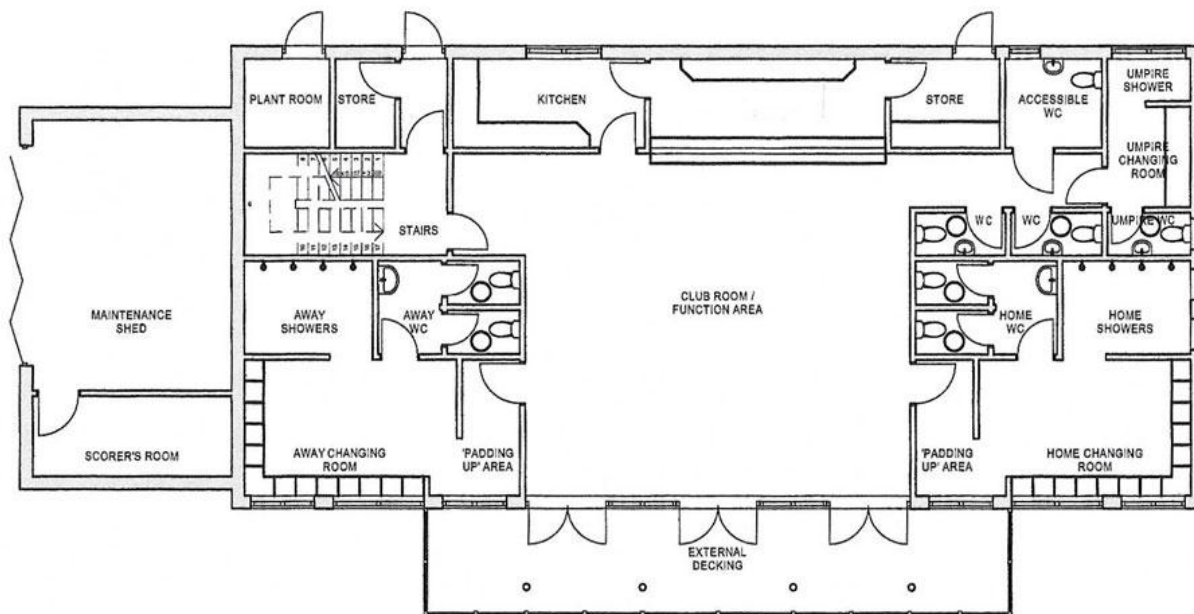 PLANT ROOM
STORE
KITCHEN
STORE
ACCESSIBLE
WC
UMPIRE
SHOWER
UMPIRE
CHANGING
ROOM
STAIRS
WC
WC
UMPIRE WC
MAINTENANCE
SHED
AWAY
SHOWERS
AWAY
WC
CLUB ROOM /
FUNCTION AREA
HOME
WC
HOME
SHOWERS
SCORER'S ROOM
AWAY CHANGING
ROOM
'PADDING
UP' AREA
'PADDING
UP' AREA
HOME CHANGING
ROOM
EXTERNAL
DECKING